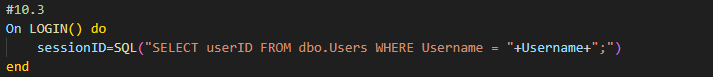 #10.3
On LOGIN() do
    sessionID=SQL("SELECT userID FROM dbo.Users WHERE Username = "+Username+";")
end